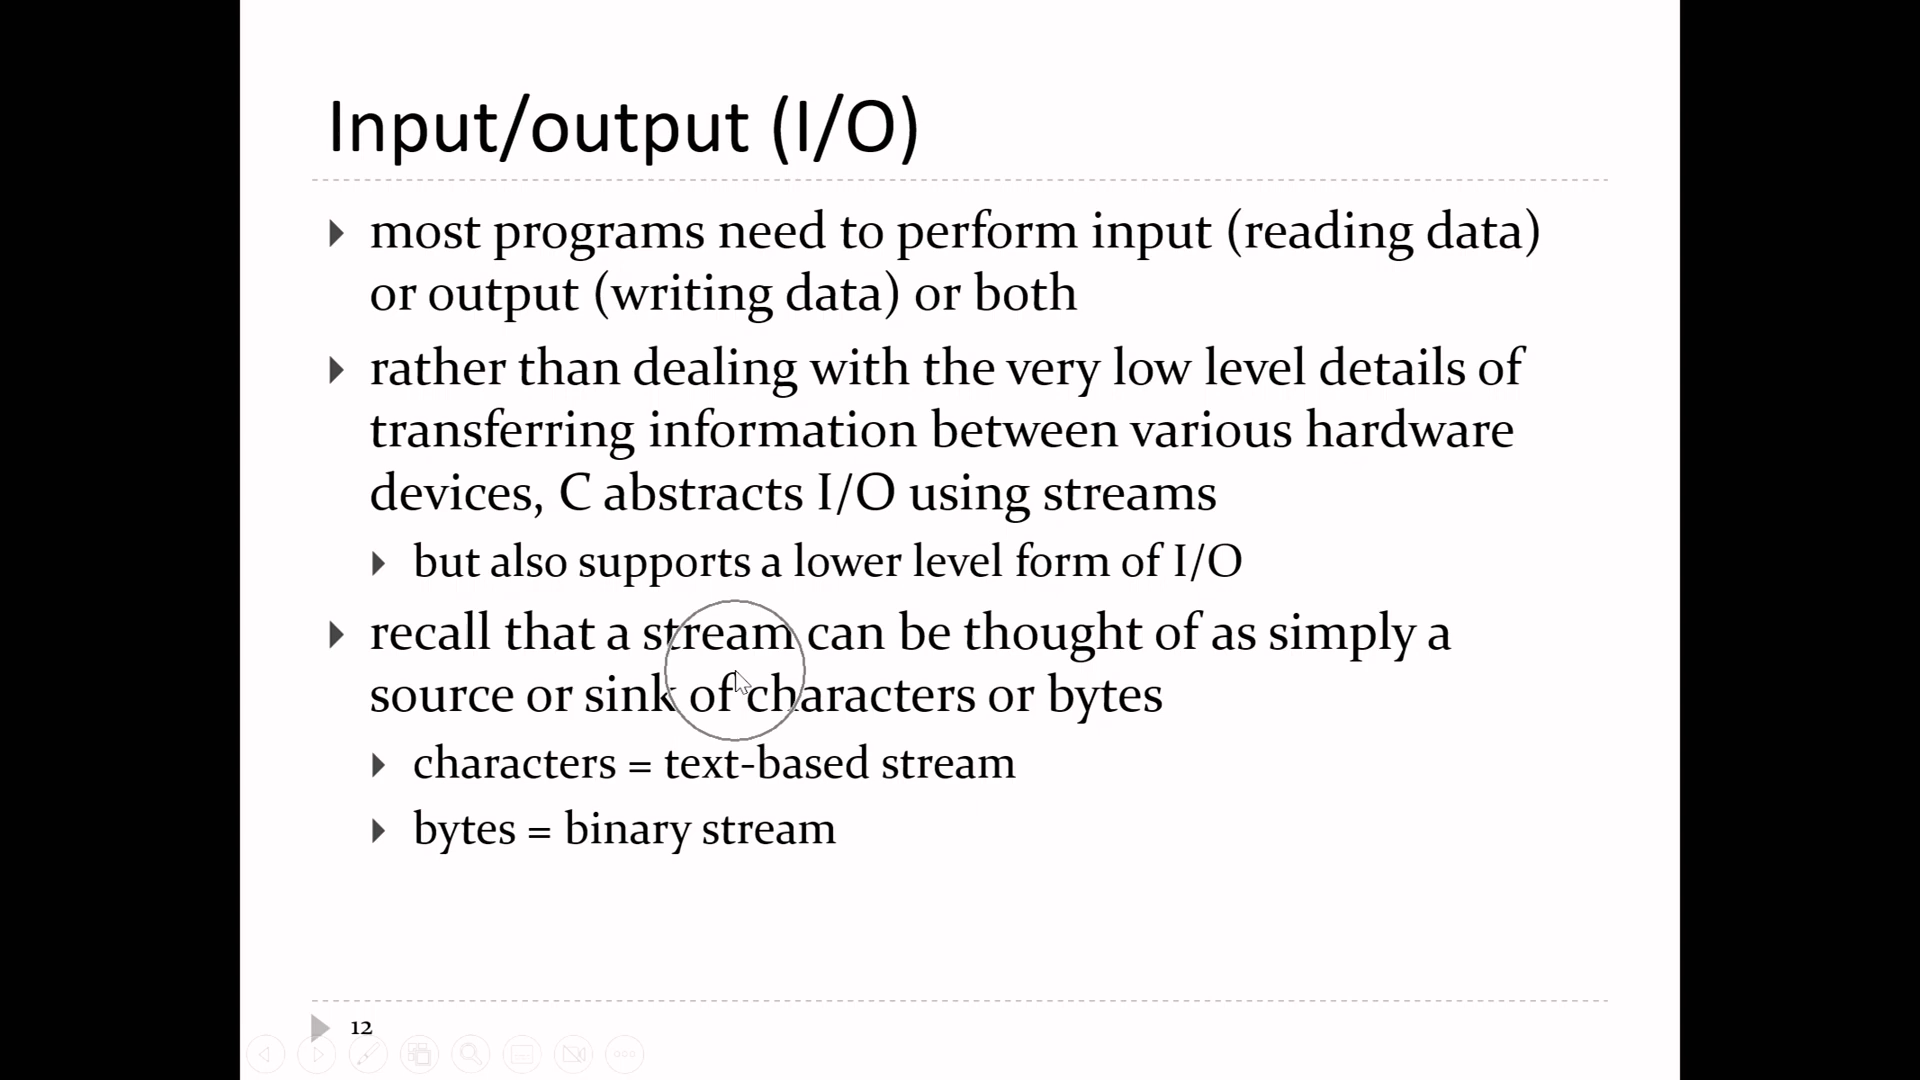 Input/output (I/O)
most programs need to perform input (reading data)
or output (writing data) or both
rather than dealing with the very low level details of
transferring information between various hardware
devices, C abstracts I/O using streams
but also supports a lower level form of I/O
recall that a stream can be thought of as simply a
source or sink of characters or bytes
characters = text-based stream
bytes = binary stream
12